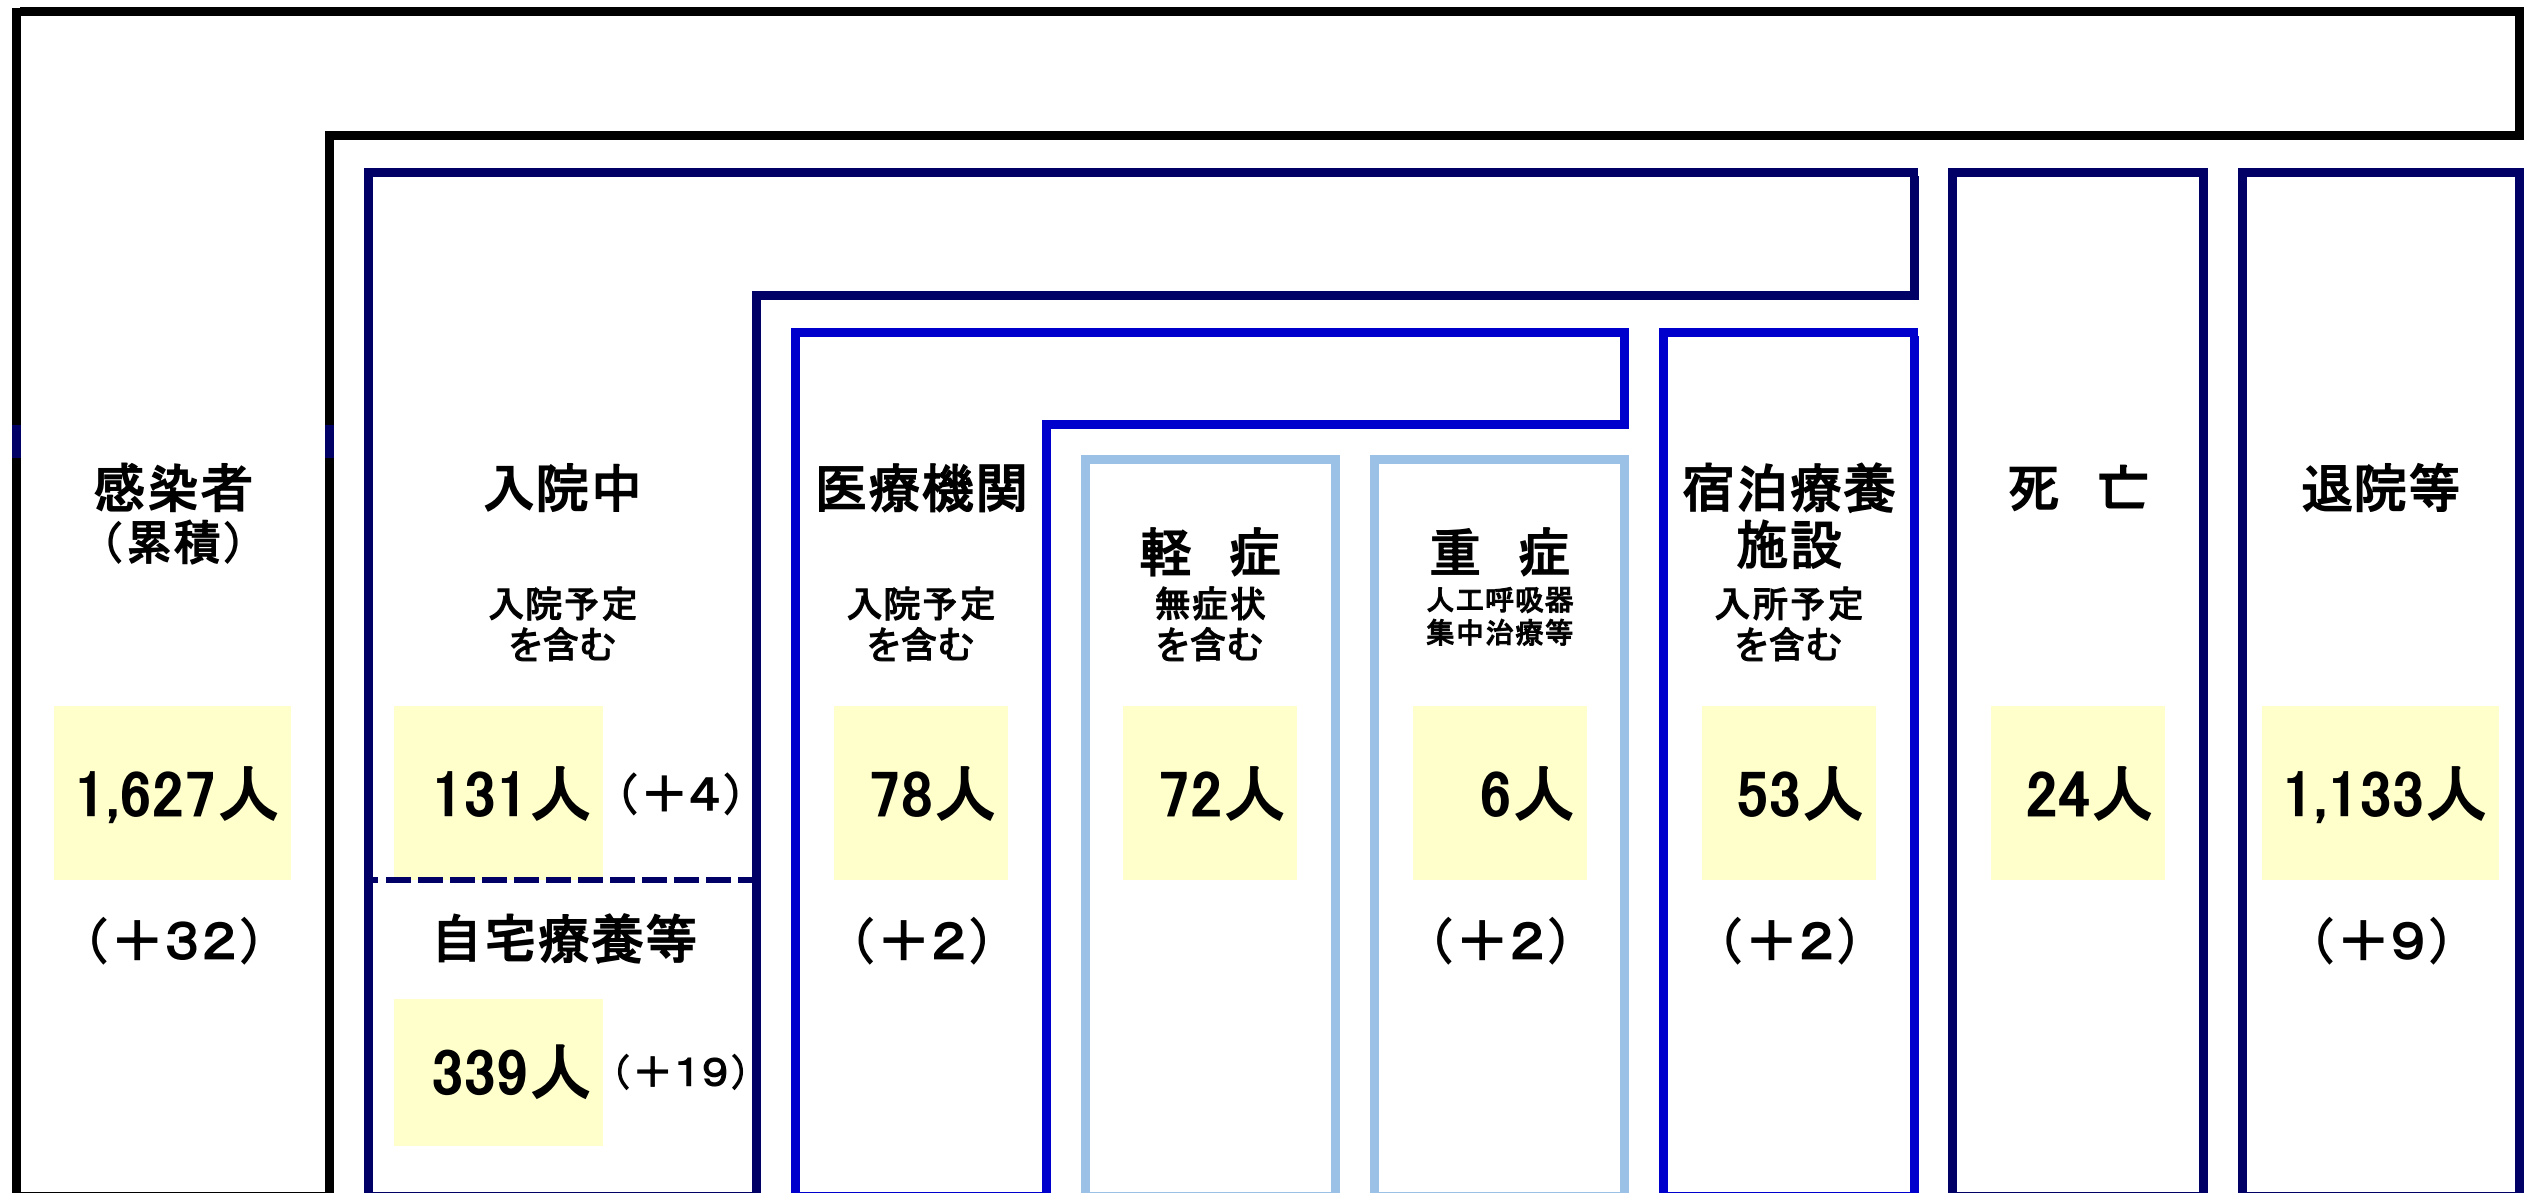 感染者
（累積）
1,627人
（＋32）
入院中
入院予定
を含む
131人（＋4）
自宅療養等
339人（＋19）
医療機関
入院予定
を含む
78人
（＋2）
軽　症
無症状
を含む
72人
重　症
人工呼吸器
集中治療等
6人
（＋2）
宿泊療養
施設
入所予定
を含む
53人
（＋2）
死　亡
24人
退院等
1,133人
（＋9）